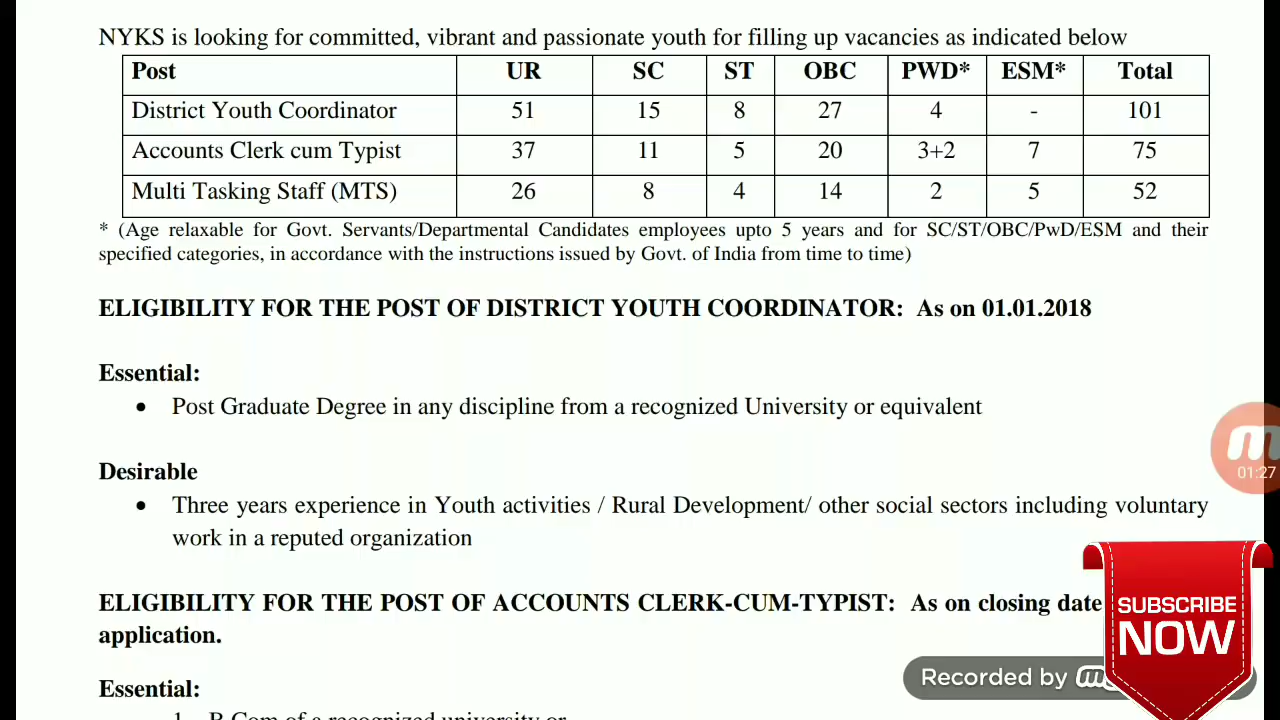 NYKS is looking for committed, vibrant and passionate youth for filling up vacancies as indicated below
Post UR SC ST OBC PWD* ESM* Total
District Youth Coordinator 51 15 8 27 4 - 101
Accounts Clerk cum Typist 37 11 5 20 3+2 7 75
Multi Tasking Staff (MTS) 26 8 4 14 2 5 52
* (Age relaxable for Govt. Servants/Departmental Candidates employees upto 5 years and for SC/ST/OBC/PwD/ESM and their
specified categories, in accordance with the instructions issued by Govt. of India from time to time)
ELIGIBILITY FOR THE POST OF DISTRICT YOUTH COORDINATOR: As on 01.01.2018
Essential:
• Post Graduate Degree in any discipline from a recognized University or equivalent
01:27
Desirable
• Three years experience in Youth activities / Rural Development/ other social sectors including voluntary
work in a reputed organization
ELIGIBILITY FOR THE POST OF ACCOUNTS CLERK-CUM-TYPIST: As on closing date
application.
SUBSCRIBE
NOW
Recorded by
Essential:
1. B.Com of a recognized university or